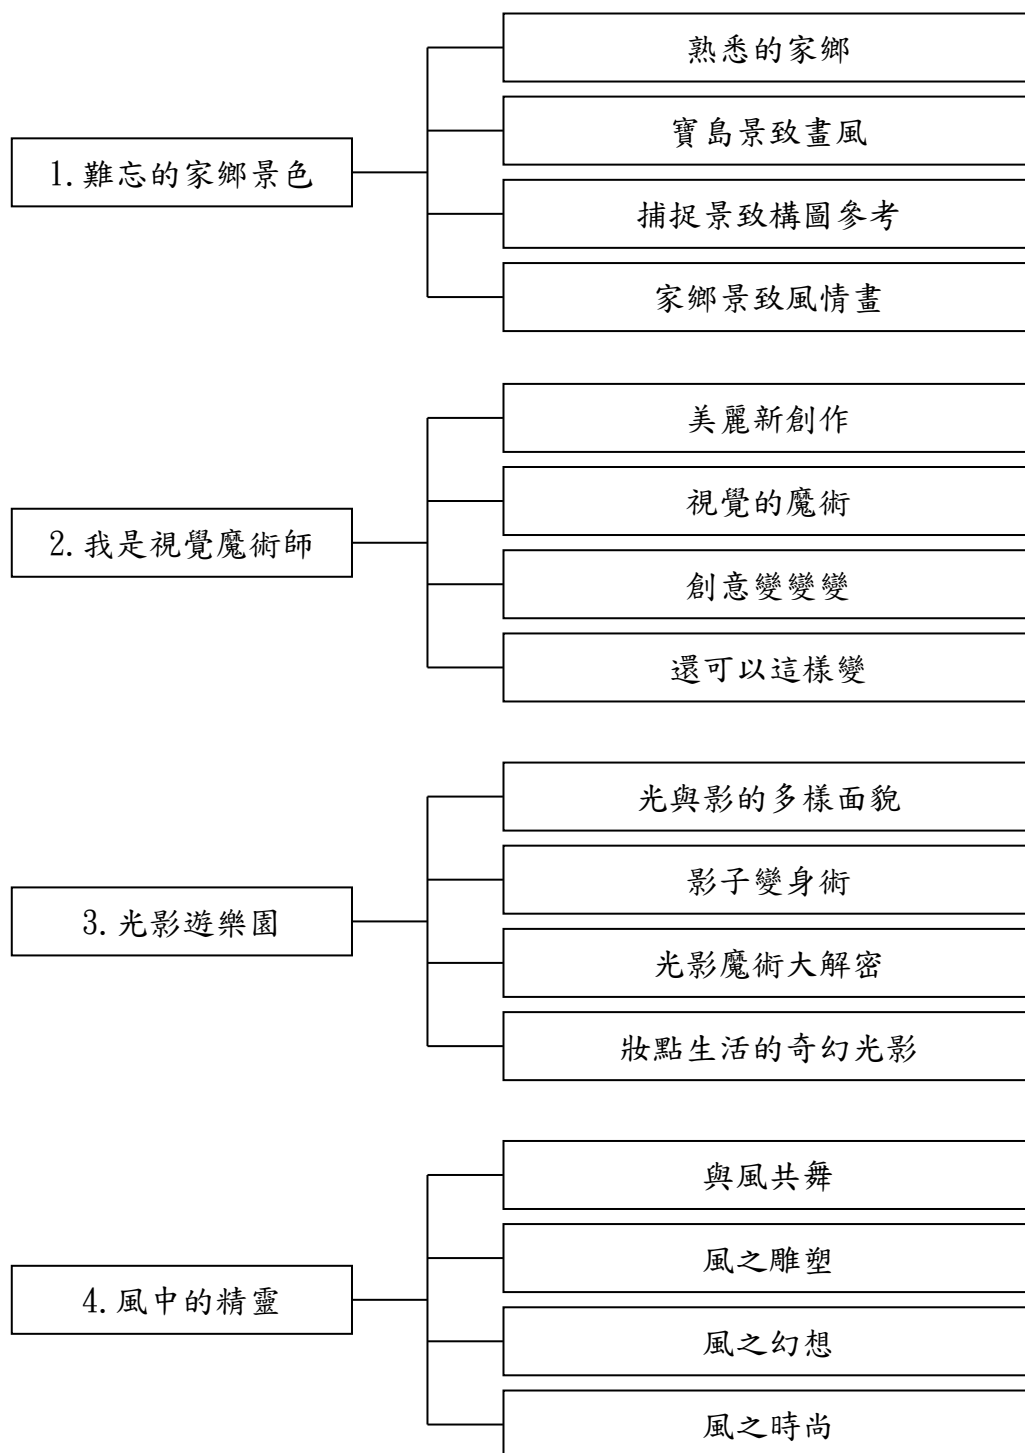 1.難忘的家鄉景色
熟悉的家鄉
寶島景致畫風
捕捉景致構圖參考
家鄉景致風情畫
2.我是視覺魔術師
美麗新創作
視覺的魔術
創意變變變
還可以這樣變
3.光影遊樂園
光與影的多樣面貌
影子變身術
光影魔術大解密
妝點生活的奇幻光影
4.風中的精靈
與風共舞
風之雕塑
風之幻想
風之時尚